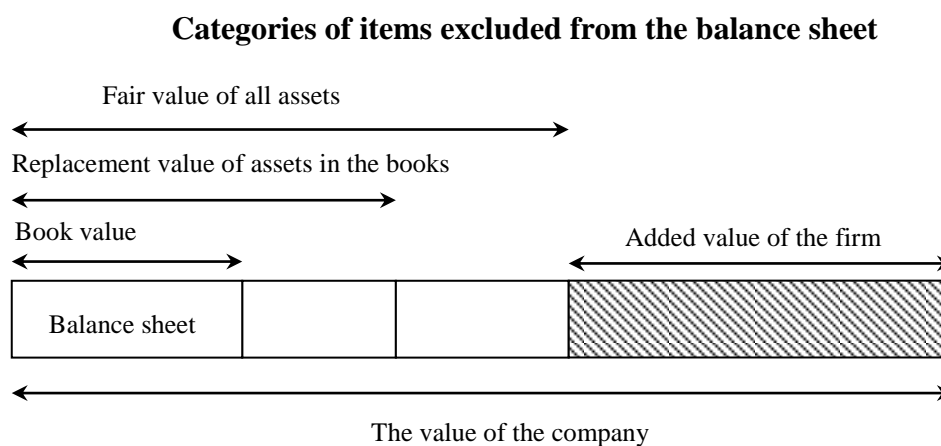 Categories of items excluded from the balance sheet
Fair value of all assets
Replacement value of assets in the books
Book value
Added value of the firm
Balance sheet
The value of the company